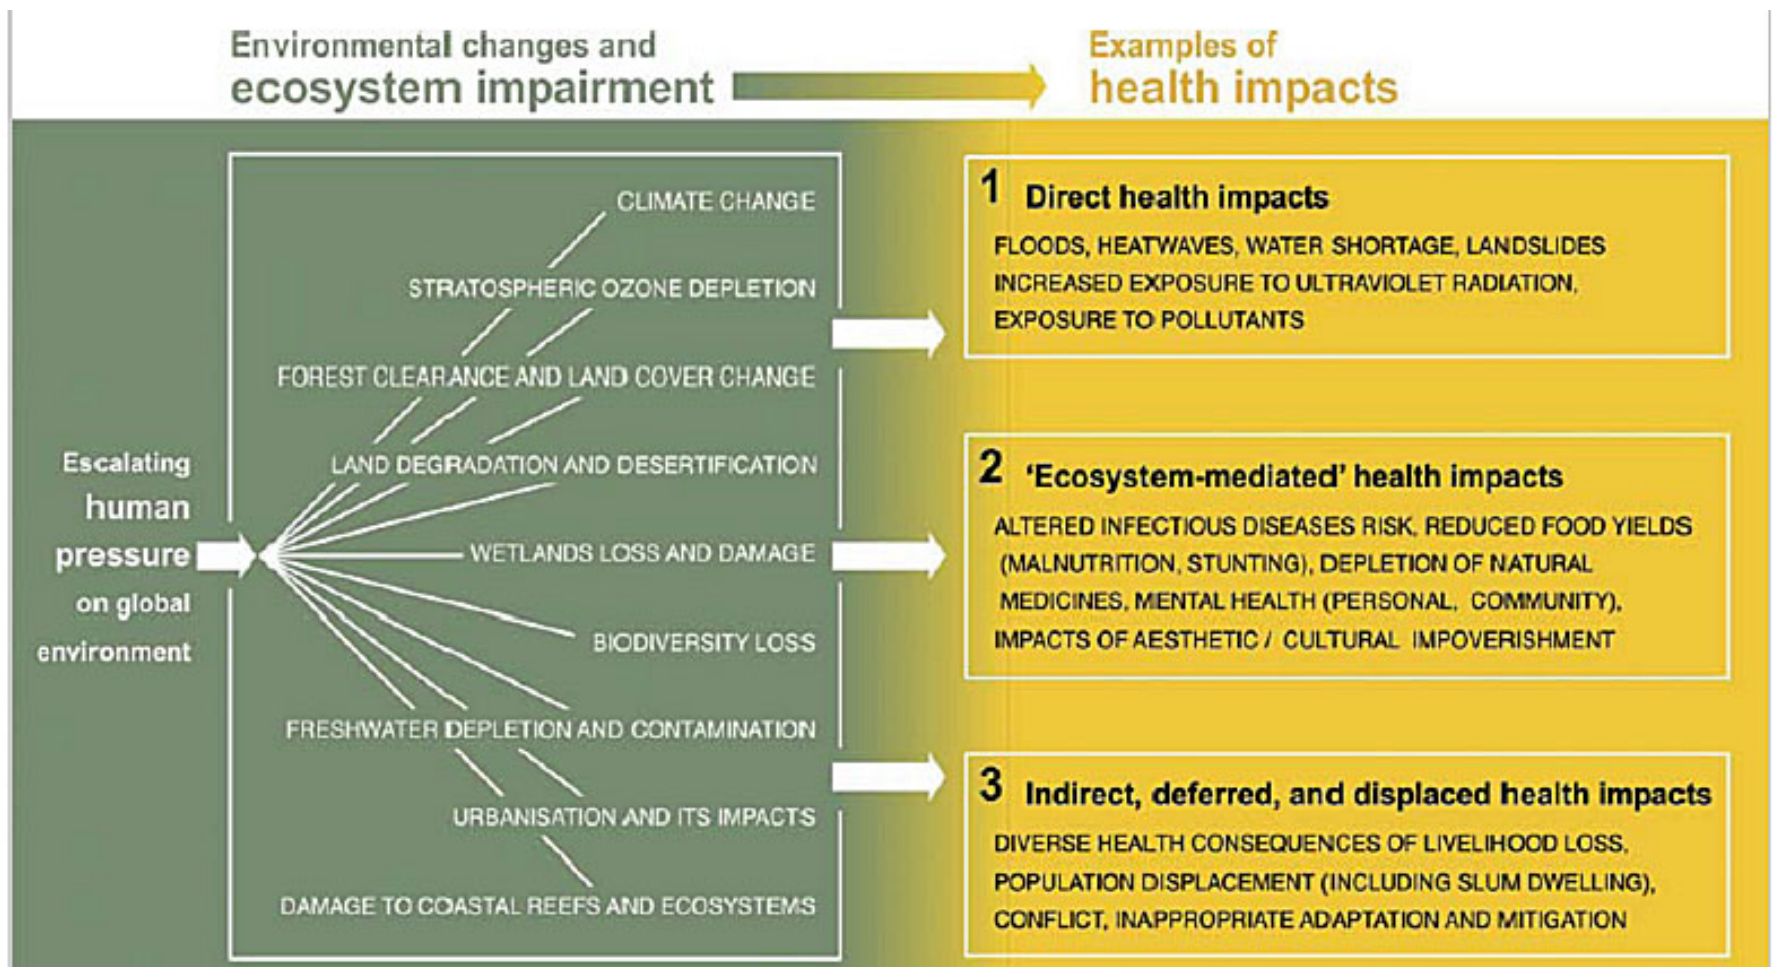 Environmental changes and
ecosystem impairment
Examples of
health impacts
Escalating
human
pressure
on global
environment
CLIMATE CHANGE
STRATOSPHERIC OZONE DEPLETION
FOREST CLEARANCE AND LAND COVER CHANGE
LAND DEGRADATION AND DESERTIFICATION
WETLANDS LOSS AND DAMAGE
BIODIVERSITY LOSS
FRESHWATER DEPLETION AND CONTAMINATION
URBANISATION AND ITS IMPACTS
DAMAGE TO COASTAL REEFS AND ECOSYSTEMS
1 Direct health impacts
FLOODS, HEATWAVES, WATER SHORTAGE, LANDSLIDES
INCREASED EXPOSURE TO ULTRAVIOLET RADIATION,
EXPOSURE TO POLLUTANTS
2 ‘Ecosystem-mediated’ health impacts
ALTERED INFECTIOUS DISEASES RISK, REDUCED FOOD YIELDS
(MALNUTRITION, STUNTING), DEPLETION OF NATURAL
MEDICINES, MENTAL HEALTH (PERSONAL, COMMUNITY),
IMPACTS OF AESTHETIC / CULTURAL IMPOVERISHMENT
3 Indirect, deferred, and displaced health impacts
DIVERSE HEALTH CONSEQUENCES OF LIVELIHOOD LOSS,
POPULATION DISPLACEMENT (INCLUDING SLUM DWELLING),
CONFLICT, INAPPROPRIATE ADAPTATION AND MITIGATION